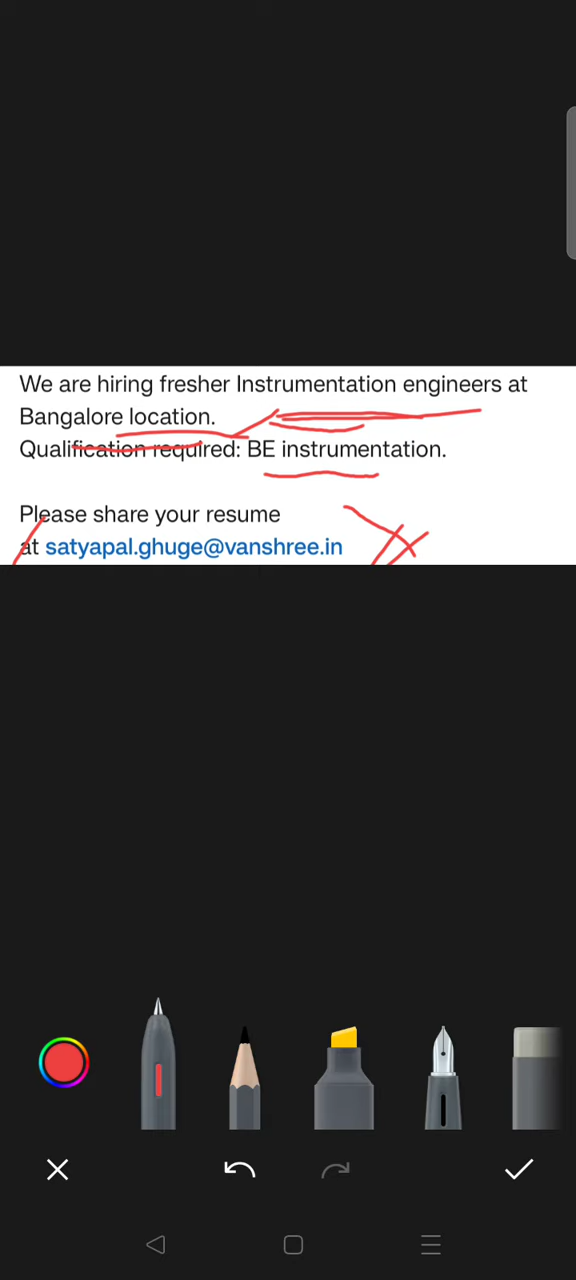 We are hiring fresher Instrumentation engineers at
Bangalore location.
Qualification required: BE instrumentation.
Please share your resume
at satyapal.ghuge@vanshree.in